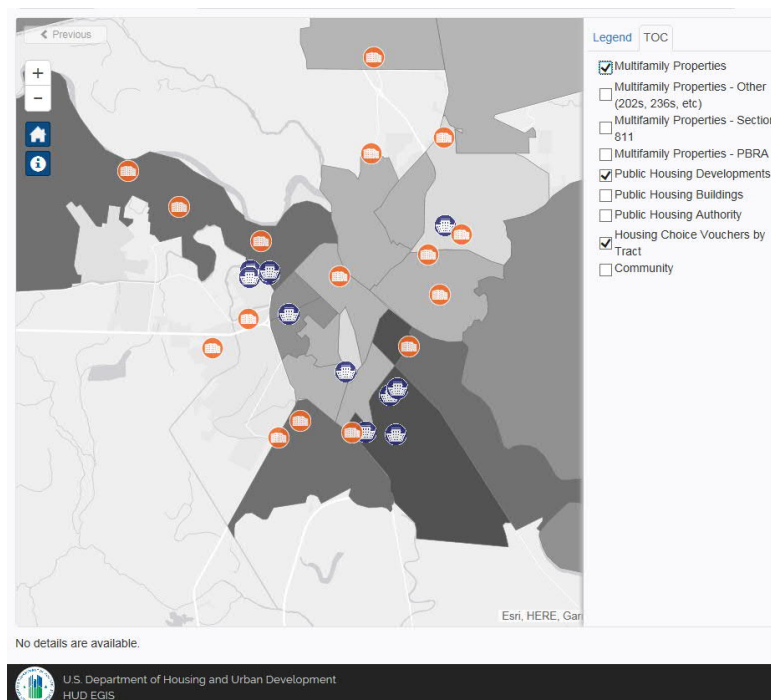 Previous
+
−
Legend TOC
Multifamily Properties
Multifamily Properties - Other
(202s, 236s, etc)
Multifamily Properties - Section
811
Multifamily Properties - PBRA
Public Housing Developments
Public Housing Buildings
Public Housing Authority
Housing Choice Vouchers by
Tract
Community
Esri, HERE, Gar
No details are available.
U.S. Department of Housing and Urban Development
HUD EGIS